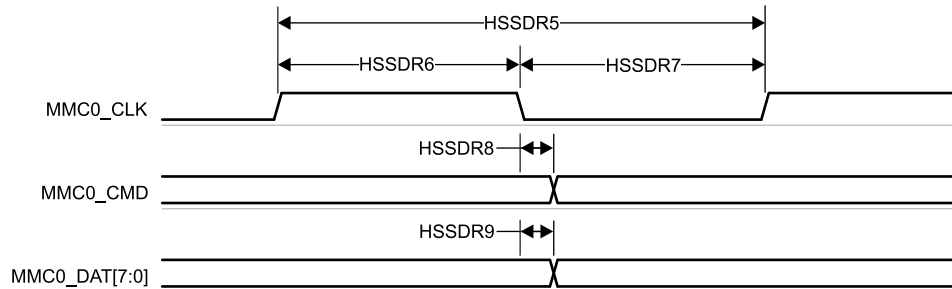 HSSDR5
HSSDR6 HSSDR7
MMC0_CLK
HSSDR8
MMC0_CMD
HSSDR9
MMC0_DAT[7:0]